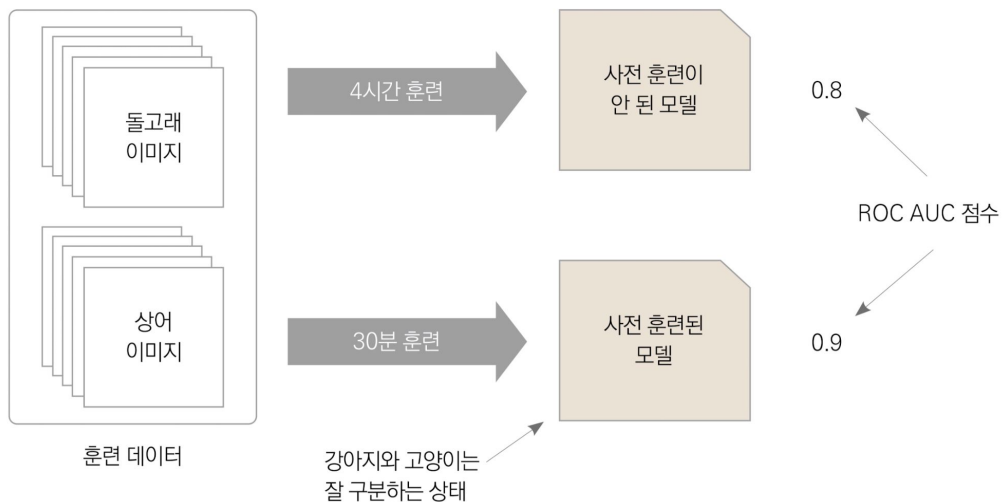 돌고래
이미지
4시간 훈련
사전 훈련이
안 된 모델
0.8
ROC AUC 점수
상어
이미지
30분 훈련
사전 훈련된
모델
0.9
훈련 데이터
강아지와 고양이는
잘 구분하는 상태